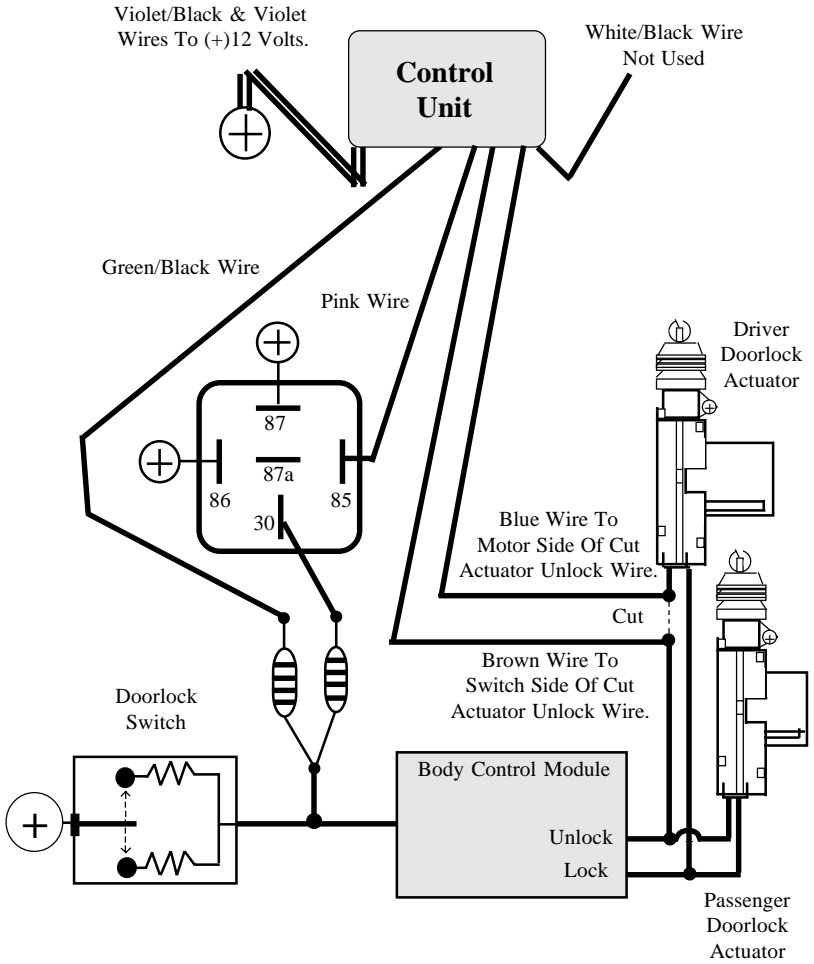 Violet/Black & Violet
Wires To (+)12 Volts.
Control
Unit
White/Black Wire
Not Used
Green/Black Wire
Pink Wire
Driver
Doorlock
Actuator
87
87a
86
85
30
Blue Wire To
Motor Side Of Cut
Actuator Unlock Wire.
Cut
Brown Wire To
Switch Side Of Cut
Actuator Unlock Wire.
Doorlock
Switch
Body Control Module
Unlock
Lock
Passenger
Doorlock
Actuator